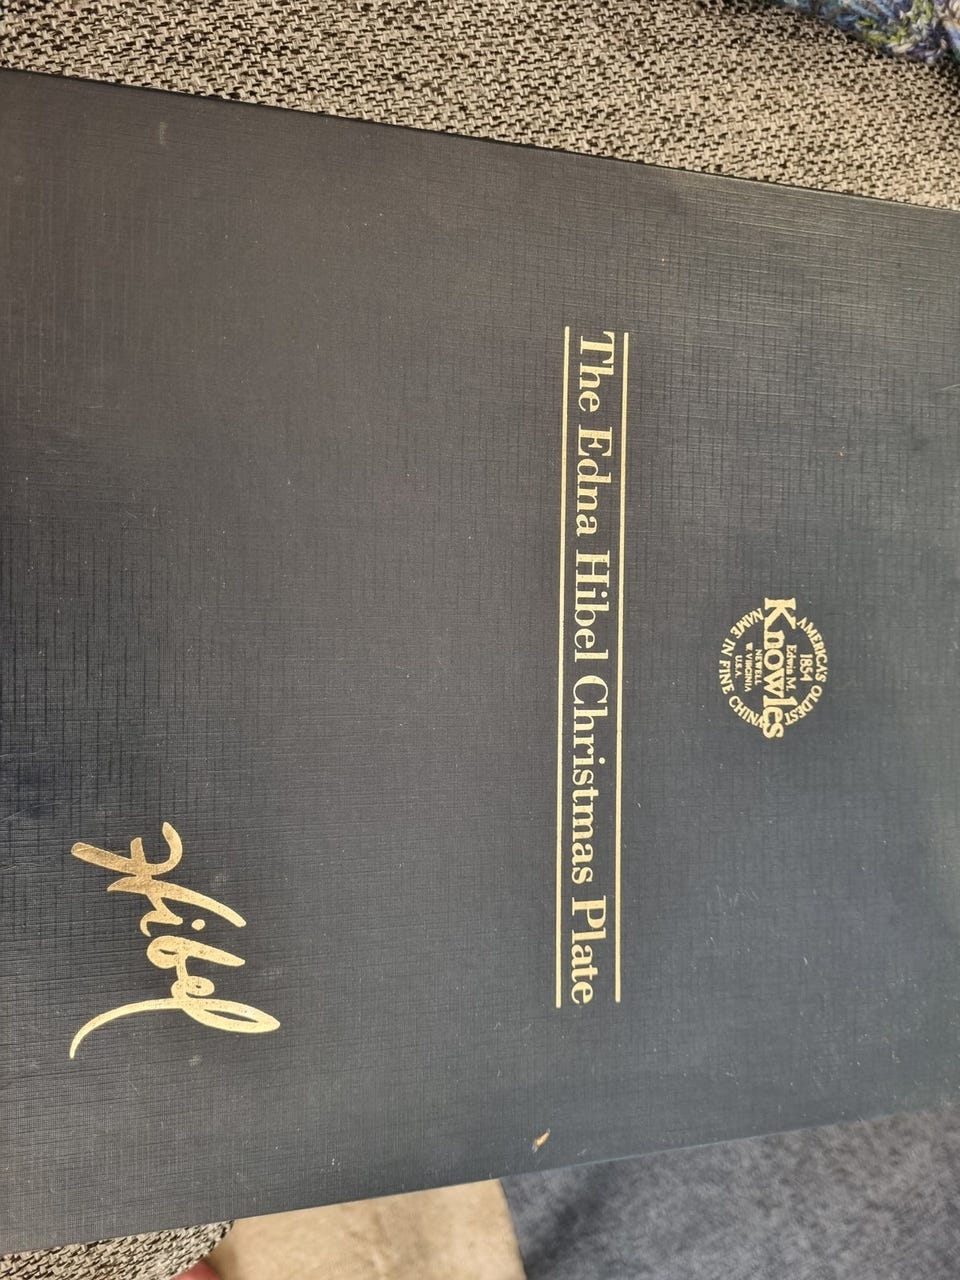 AMERICA'S OLDEST
1854
Edwin M.
Knowles
NEWELL
W. VIRGINIA
U.S.A.
NAME IN FINE CHINA
The Edna Hibel Christmas Plate
Hibel